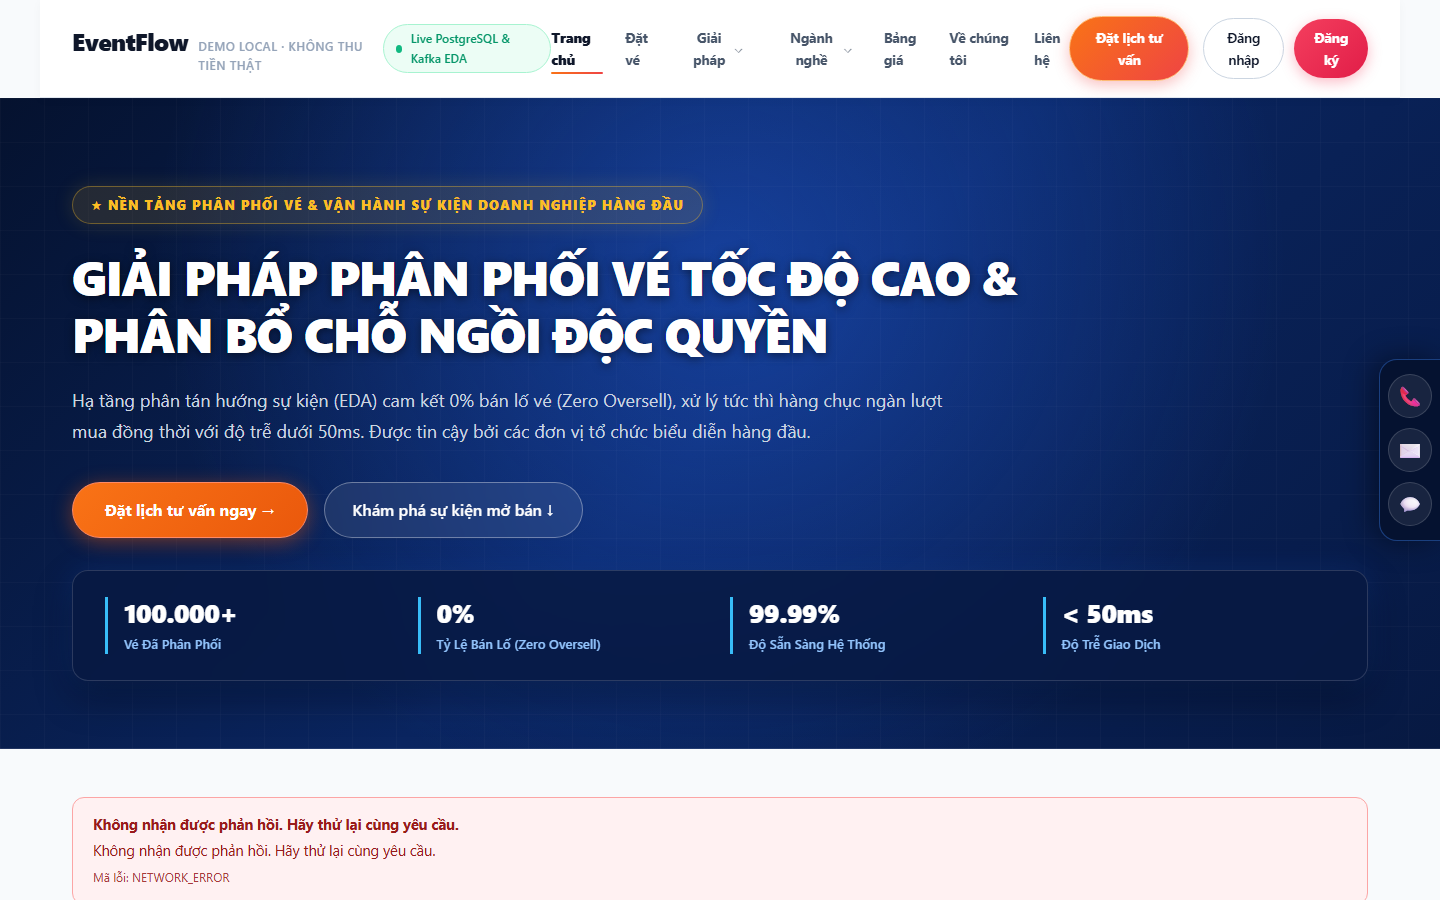 EventFlow
DEMO LOCAL · KHÔNG THU
TIỀN THẬT
Live PostgreSQL &
Kafka EDA
Trang
chủ
Đặt
vé
Giải
pháp
Ngành
nghề
Bảng
giá
Về chúng
tôi
Liên
hệ
Đặt lịch tư
vấn
Đăng
nhập
Đăng
ký
★ NỀN TẢNG PHÂN PHỐI VÉ & VẬN HÀNH SỰ KIỆN DOANH NGHIỆP HÀNG ĐẦU
GIẢI PHÁP PHÂN PHỐI VÉ TỐC ĐỘ CAO &
PHÂN BỔ CHỖ NGỒI ĐỘC QUYỀN
Hạ tầng phân tán hướng sự kiện (EDA) cam kết 0% bán lố vé (Zero Oversell), xử lý tức thì hàng chục ngàn lượt
mua đồng thời với độ trễ dưới 50ms. Được tin cậy bởi các đơn vị tổ chức biểu diễn hàng đầu.
Đặt lịch tư vấn ngay →
Khám phá sự kiện mở bán ↓
100.000+
Vé Đã Phân Phối
0%
Tỷ Lệ Bán Lố (Zero Oversell)
99.99%
Độ Sẵn Sàng Hệ Thống
< 50ms
Độ Trễ Giao Dịch
Không nhận được phản hồi. Hãy thử lại cùng yêu cầu.
Không nhận được phản hồi. Hãy thử lại cùng yêu cầu.
Mã lỗi: NETWORK_ERROR